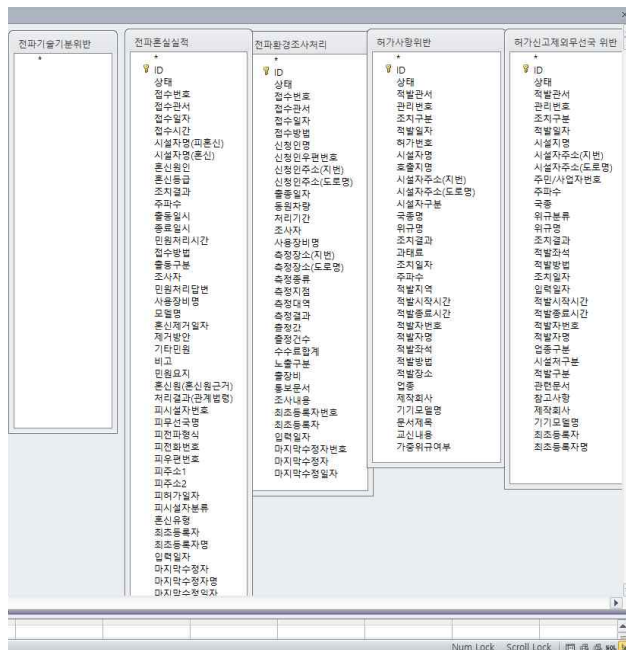 전파기술기분위반
*
전파혼실실적
*
ID
상태
접수번호
접수관서
접수일자
접수시간
시설자명(피혼신)
시설자명(혼신)
혼신원인
혼신등급
조치결과
주파수
출동일시
종료일시
민원처리시간
접수방법
출동구분
조사자
민원처리답변
사용장비명
모델명
혼신제거일자
제거방안
기타민원
비고
민원요지
혼신원(혼신원근거)
처리결과(관계법령)
피시설자번호
피무선국명
피전파형식
피전화번호
피우편번호
피주소1
피주소2
피허가일자
피시설자분류
혼신유형
최초등록자
최초등록자명
입력일자
마지막수정자
마지막수정자명
마지막수정일자
전파환경조사처리
*
ID
상태
접수번호
접수관서
접수일자
접수방법
신청인명
신청인우편번호
신청인주소(지번)
신청인주소(도로명)
출종일자
동원차량
처리기간
조사자
사용장비명
측정장소(지번)
측정장소(도로명)
측정종류
측정지점
측정대역
측정결과
출정값
출정건수
수수료합계
노출구분
출장비
통보문서
조사내용
최초등록자번호
최초등록자
입력일자
마지막수정자번호
마지막수정자
마지막수정일자
허가사항위반
*
ID
상태
적발관서
관리번호
조지구분
적발일자
허가번호
시설자명
호출지명
시설자주소(지번)
시설자주소(도로명)
시설자구분
국종명
위규명
조지결과
과태료
조지일자
주파수
적발지역
적발시작시간
적발종료시간
적발자번호
적발자명
적발좌석
적발방법
적발장소
업종
제작회사
기기모델명
문서제목
교신내용
가중위규여부
허가신고제외무선국 위반
*
ID
상태
적발관서
관리번호
조지구분
적발일자
시설지명
시설자주소(지번)
시설자주소(도로명)
주민/사업자번호
주파수
국종
위규분류
위규명
조지결과
적발좌석
적발방법
조지일자
입력일자
적발시작시간
적발종료시간
적발자번호
적발자명
업종구분
시설처구분
적발구분
관련문서
참고사항
제작회사
기기모델명
최초등록자
최초등록자명
Num Lock Scroll Lock SQL